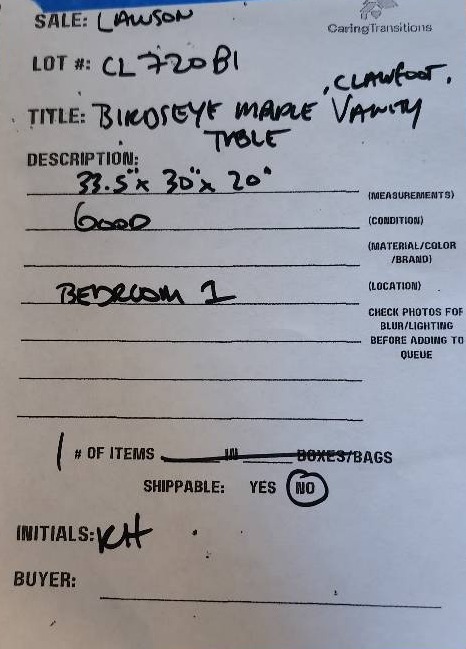 SALE: LAWSON
CaringTransitions
LOT #: CL720B1
, CLAWFOOT,
TITLE: BIRDSEYE MAPLE VANITY
TABLE
DESCRIPTION:
33.5" x 30" x 20"
(MEASUREMENTS)
GOOD
(CONDITION)
(MATERIAL/COLOR
/BRAND)
BEDROOM 1
(LOCATION)
CHECK PHOTOS FOR
BLUR/LIGHTING
BEFORE ADDING TO
QUEUE
1 # OF ITEMS ______ IN ______ BOXES/BAGS
SHIPPABLE: YES NO
INITIALS: KH
BUYER: